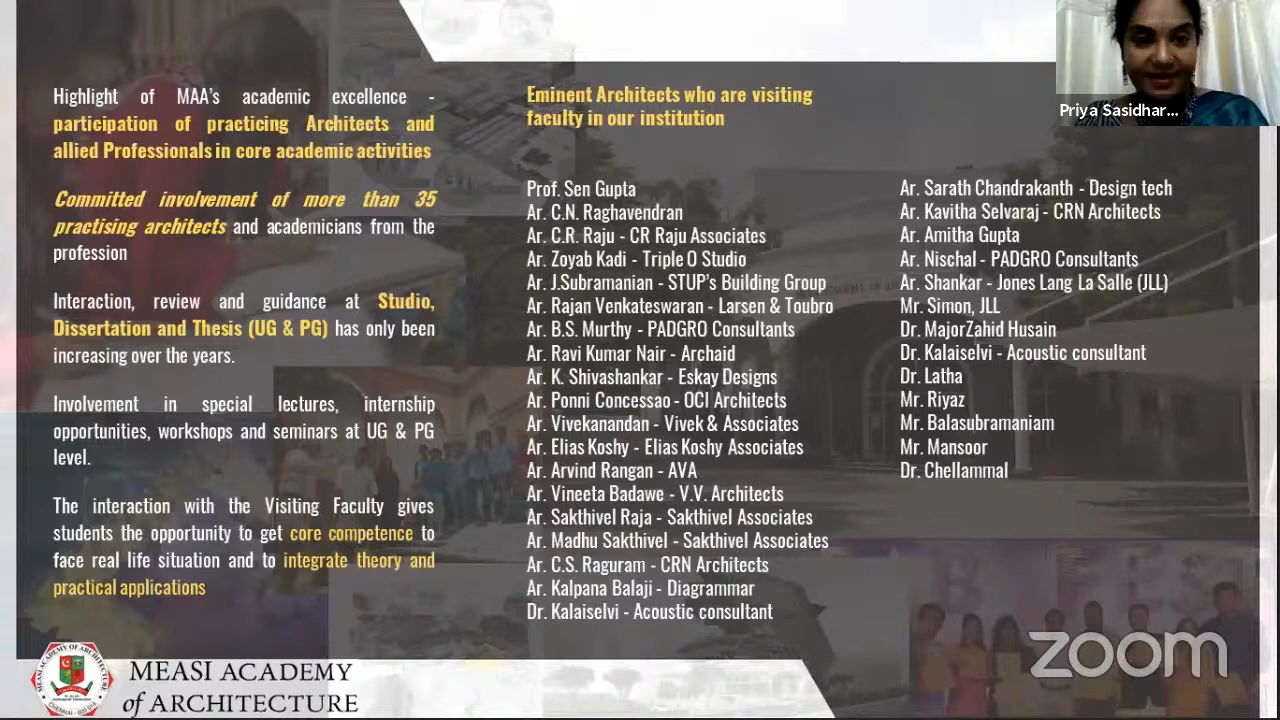 Highlight of MAA's academic excellence -
participation of practicing Architects and
allied Professionals in core academic activities
Committed involvement of more than 35
practising architects and academicians from the
profession
Interaction, review and guidance at Studio,
Dissertation and Thesis (UG & PG) has only been
increasing over the years.
Involvement in special lectures, internship
opportunities, workshops and seminars at UG & PG
level.
The interaction with the Visiting Faculty gives
students the opportunity to get core competence to
face real life situation and to integrate theory and
practical applications
Eminent Architects who are visiting
faculty in our institution
Prof. Sen Gupta
Ar. C.N. Raghavendran
Ar. C.R. Raju - CR Raju Associates
Ar. Zoyab Kadi - Triple O Studio
Ar. J.Subramanian - STUP's Building Group
Ar. Rajan Venkateswaran - Larsen & Toubro
Ar. B.S. Murthy - PADGRO Consultants
Ar. Ravi Kumar Nair - Archaid
Ar. K. Shivashankar - Eskay Designs
Ar. Ponni Concessao - OCI Architects
Ar. Vivekanandan - Vivek & Associates
Ar. Elias Koshy - Elias Koshy Associates
Ar. Arvind Rangan - AVA
Ar. Vineeta Badawe - V.V. Architects
Ar. Sakthivel Raja - Sakthivel Associates
Ar. Madhu Sakthivel - Sakthivel Associates
Ar. C.S. Raguram - CRN Architects
Ar. Kalpana Balaji - Diagrammar
Dr. Kalaiselvi - Acoustic consultant
Ar. Sarath Chandrakanth - Design tech
Ar. Kavitha Selvaraj - CRN Architects
Ar. Amitha Gupta
Ar. Nischal - PADGRO Consultants
Ar. Shankar - Jones Lang La Salle (JLL)
Mr. Simon, JLL
Dr. MajorZahid Husain
Dr. Kalaiselvi - Acoustic consultant
Dr. Latha
Mr. Riyaz
Mr. Balasubramaniam
Mr. Mansoor
Dr. Chellammal
Priya Sasidhar...
zoom
MEASI ACADEMY OF ARCHITECTURE
MEASI ACADEMY
of ARCHITECTURE